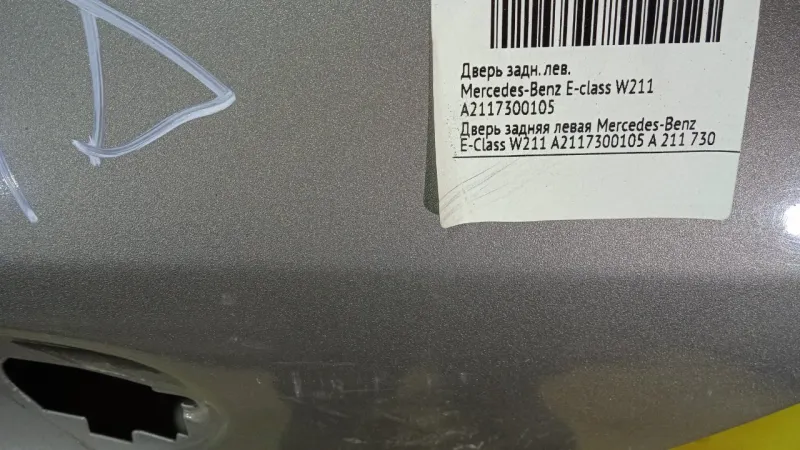 Дверь задн. лев.
Mercedes-Benz E-class W211
A2117300105
Дверь задняя левая Mercedes-Benz
E-Class W211 A2117300105 A 211 730